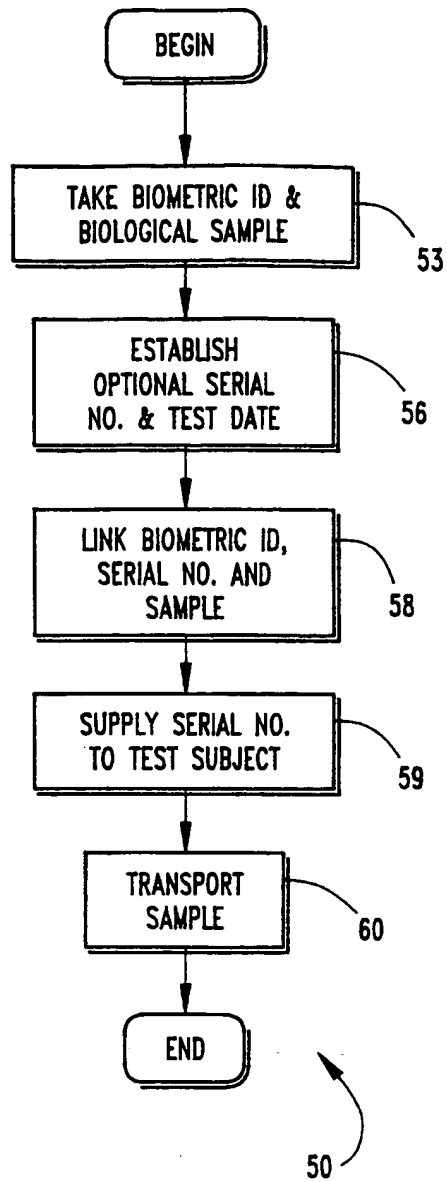 BEGIN
TAKE BIOMETRIC ID &
BIOLOGICAL SAMPLE
53
ESTABLISH
OPTIONAL SERIAL
NO. & TEST DATE
56
LINK BIOMETRIC ID,
SERIAL NO. AND
SAMPLE
58
SUPPLY SERIAL NO.
TO TEST SUBJECT
59
TRANSPORT
SAMPLE
60
END
50